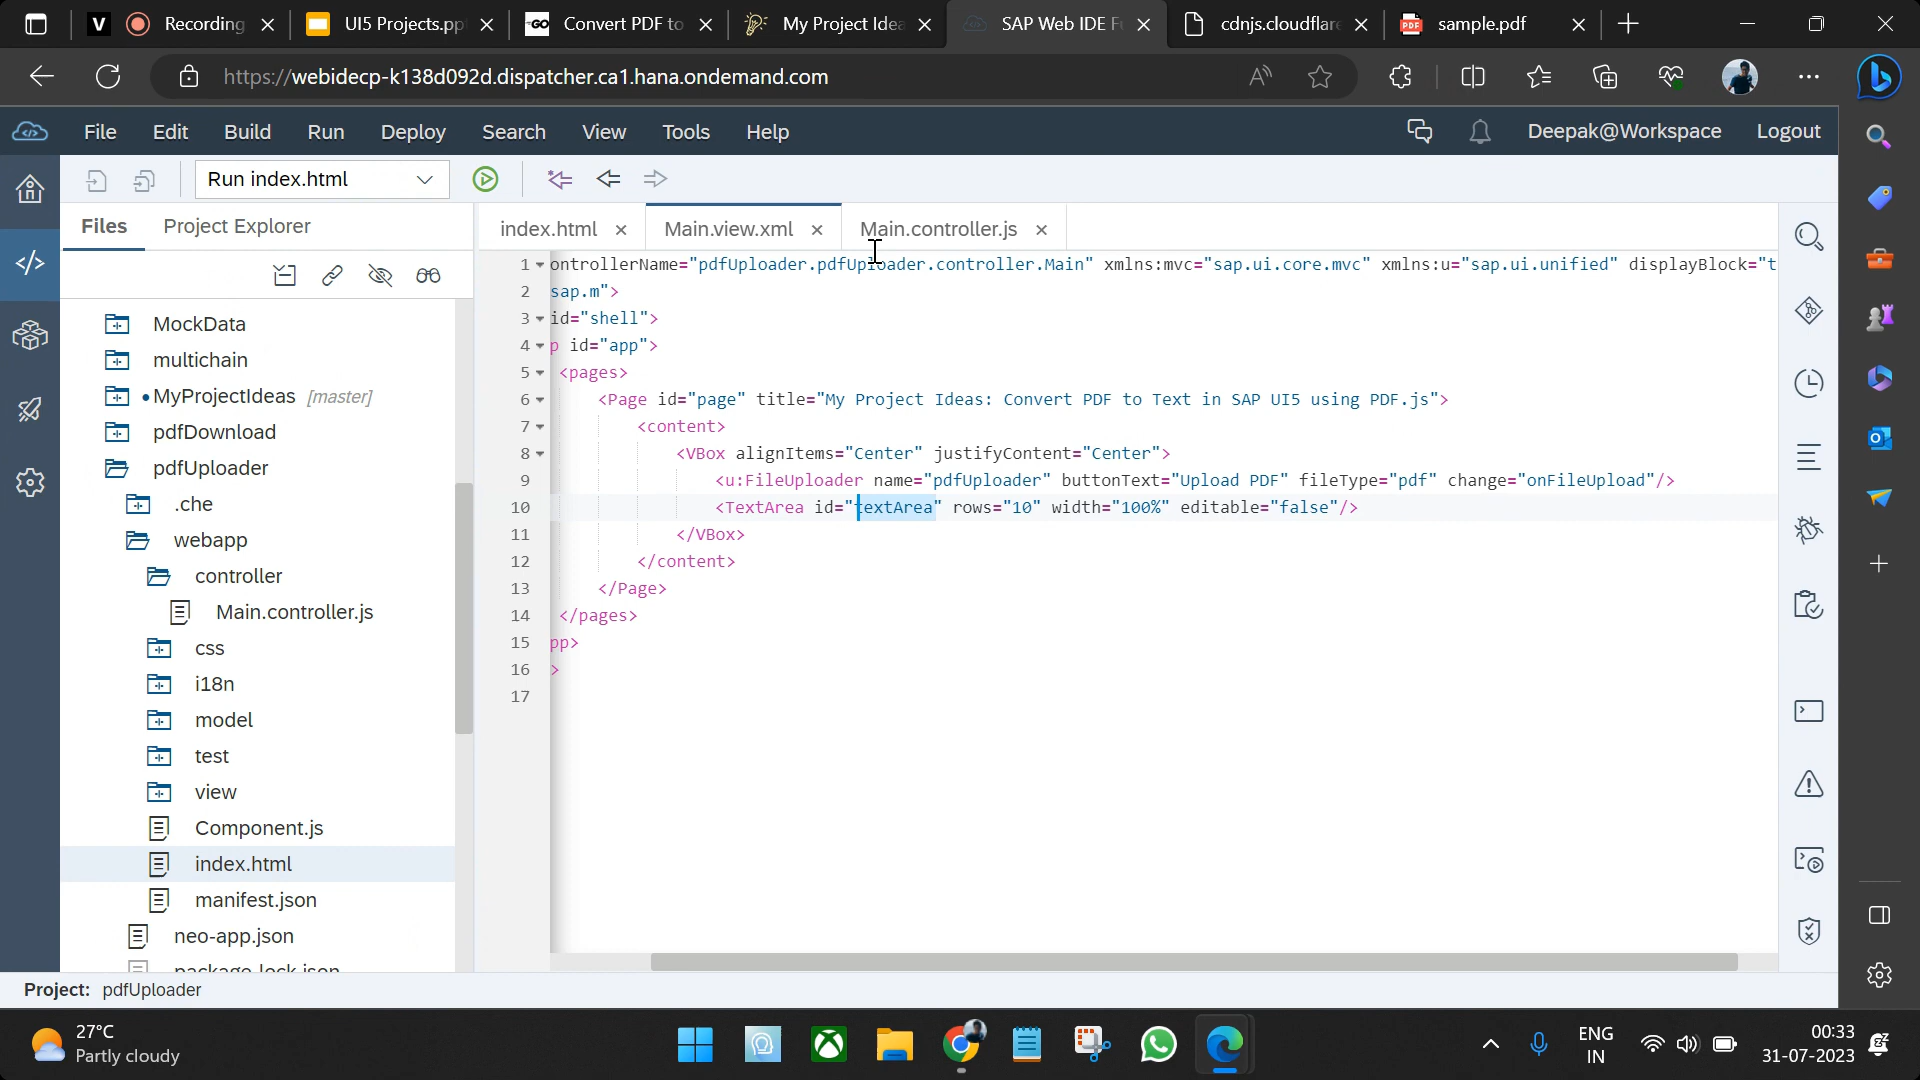 Recording
UI5 Projects.pp
Convert PDF to
My Project Idea
SAP Web IDE F
cdnjs.cloudflar
PDF
sample.pdf
https://webidecp-k138d092d.dispatcher.ca1.hana.ondemand.com
File Edit Build Run Deploy Search View Tools Help
Deepak@Workspace Logout
Run index.html
Files Project Explorer
index.html
Main.view.xml
Main.controller.js
MockData
multichain
MyProjectIdeas [master]
pdfDownload
pdfUploader
.che
webapp
controller
Main.controller.js
css
i18n
model
test
view
Component.js
index.html
manifest.json
neo-app.json
package-lock.json
1 ontrollerName="pdfUploader.pdfUploader.controller.Main" xmlns:mvc="sap.ui.core.mvc" xmlns:u="sap.ui.unified" displayBlock="t
2 sap.m">
3 id="shell">
4 p id="app">
5 <pages>
6 <Page id="page" title="My Project Ideas: Convert PDF to Text in SAP UI5 using PDF.js">
7 <content>
8 <VBox alignItems="Center" justifyContent="Center">
9 <u:FileUploader name="pdfUploader" buttonText="Upload PDF" fileType="pdf" change="onFileUpload"/>
10 <TextArea id="textArea" rows="10" width="100%" editable="false"/>
11 </VBox>
12 </content>
13 </Page>
14 </pages>
15 pp>
16 >
17
Project: pdfUploader
27°C
Partly cloudy
ENG
IN
00:33
31-07-2023